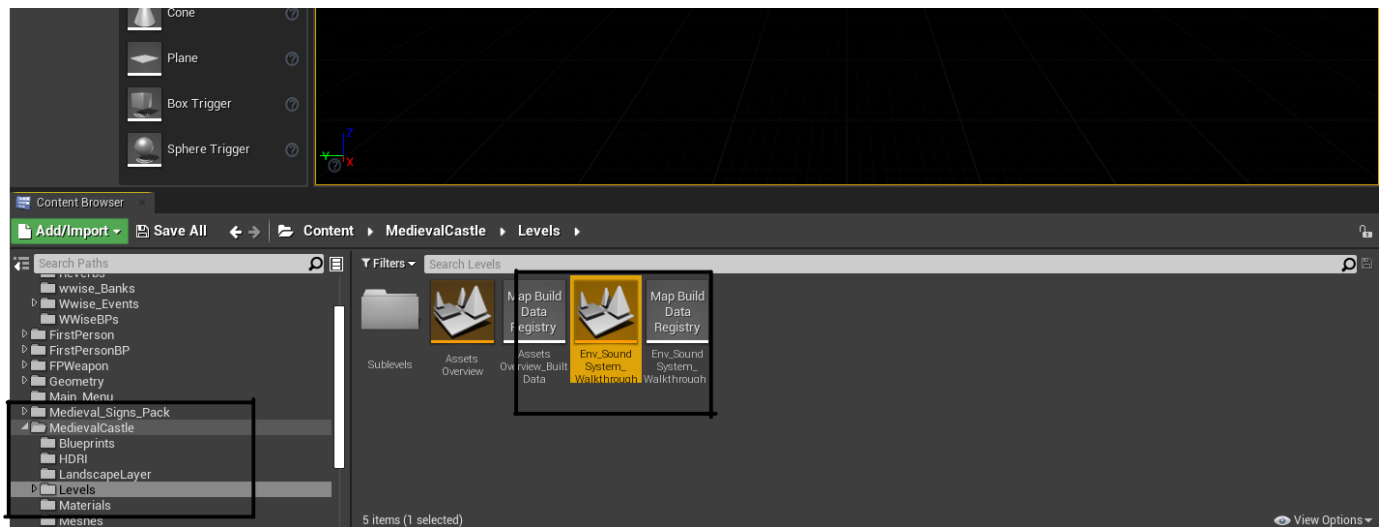 Cone
Plane
Box Trigger
Sphere Trigger
Z
Y
X
Content Browser
Add/Import
Save All
Content
MedievalCastle
Levels
Search Paths
Filters
Search Levels
Reverbs
wwise_Banks
Wwise_Events
WWiseBPs
FirstPerson
FirstPersonBP
FPWeapon
Geometry
Main_Menu
Medieval_Signs_Pack
MedievalCastle
Blueprints
HDRI
LandscapeLayer
Levels
Materials
Meshes
Sublevels
Assets
Overview
Map Build
Data
Registry
Assets
Overview_Built
Data
Env_Sound
System_
Walkthrough
Map Build
Data
Registry
Env_Sound
System_
Walkthrough
5 items (1 selected)
View Options